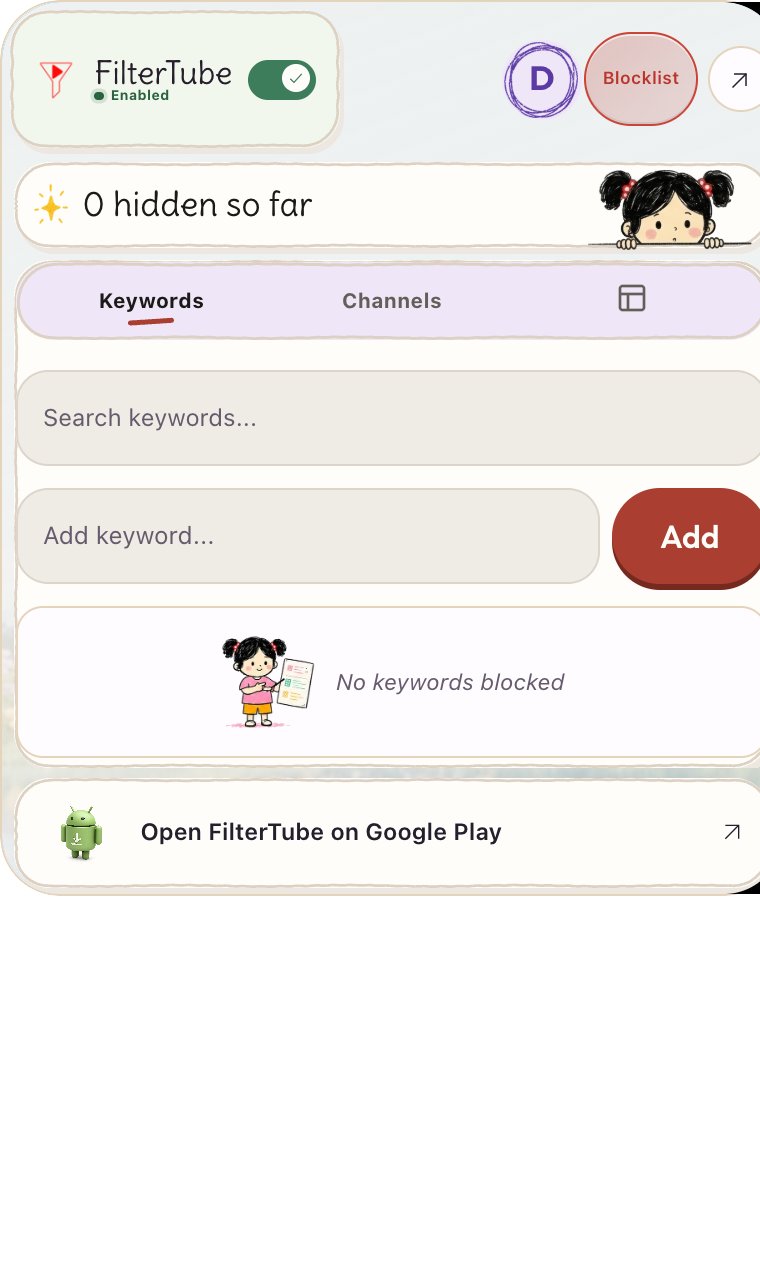 FilterTube
Enabled
D
Blocklist
0 hidden so far
Keywords
Channels
Search keywords...
Add keyword...
Add
No keywords blocked
Open FilterTube on Google Play